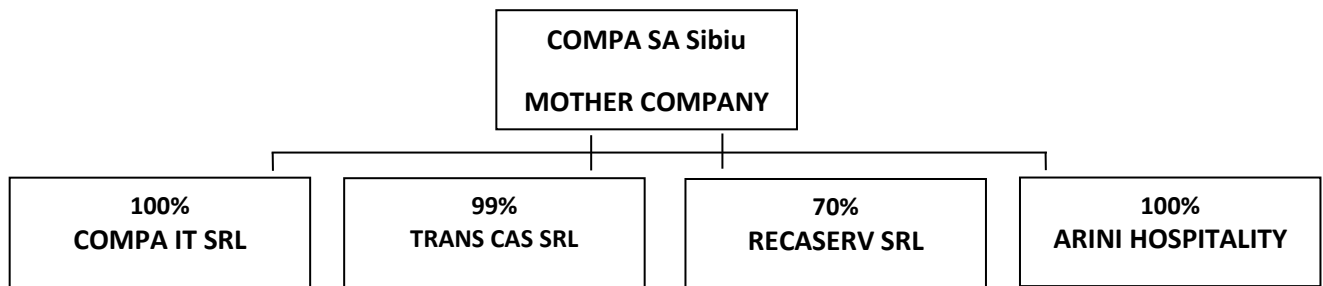 COMPA SA Sibiu
MOTHER COMPANY
100%
COMPA IT SRL
99%
TRANS CAS SRL
70%
RECASERV SRL
100%
ARINI HOSPITALITY